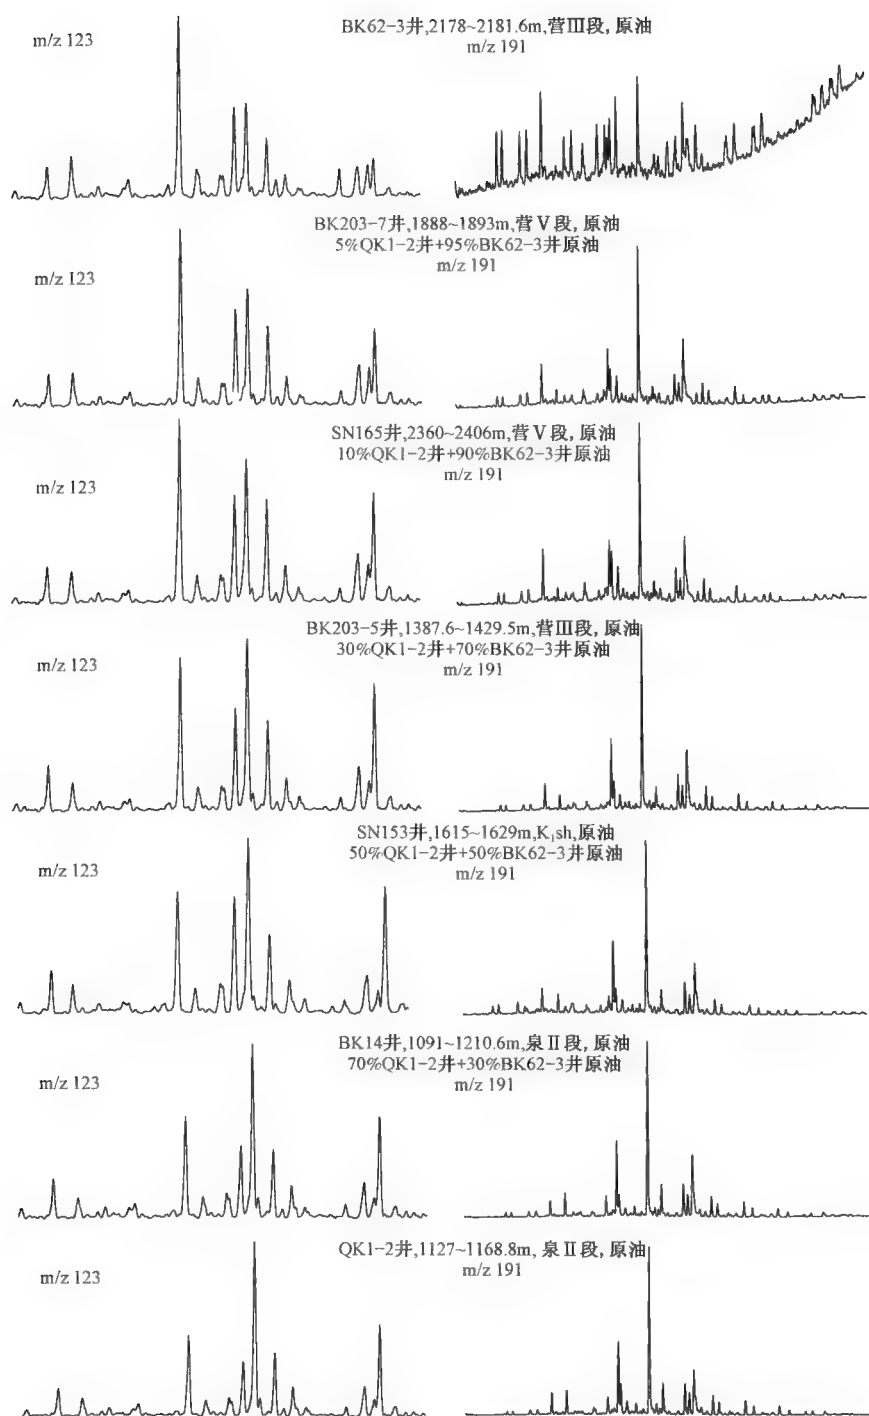 m/z 123
BK62-3井,2178~2181.6m,营Ⅲ段,原油
m/z 191
BK203-7井,1888~1893m,营Ⅴ段,原油
5%QK1-2井+95%BK62-3井原油
m/z 191
m/z 123
SN165井,2360~2406m,营Ⅴ段,原油
10%QK1-2井+90%BK62-3井原油
m/z 191
m/z 123
BK203-5井,1387.6~1429.5m,营Ⅲ段,原油
30%QK1-2井+70%BK62-3井原油
m/z 191
m/z 123
SN153井,1615~1629m,K₁sh,原油
50%QK1-2井+50%BK62-3井原油
m/z 191
m/z 123
BK14井,1091~1210.6m,泉Ⅱ段,原油
70%QK1-2井+30%BK62-3井原油
m/z 191
m/z 123
QK1-2井,1127~1168.8m,泉Ⅱ段,原油
m/z 191
m/z 123